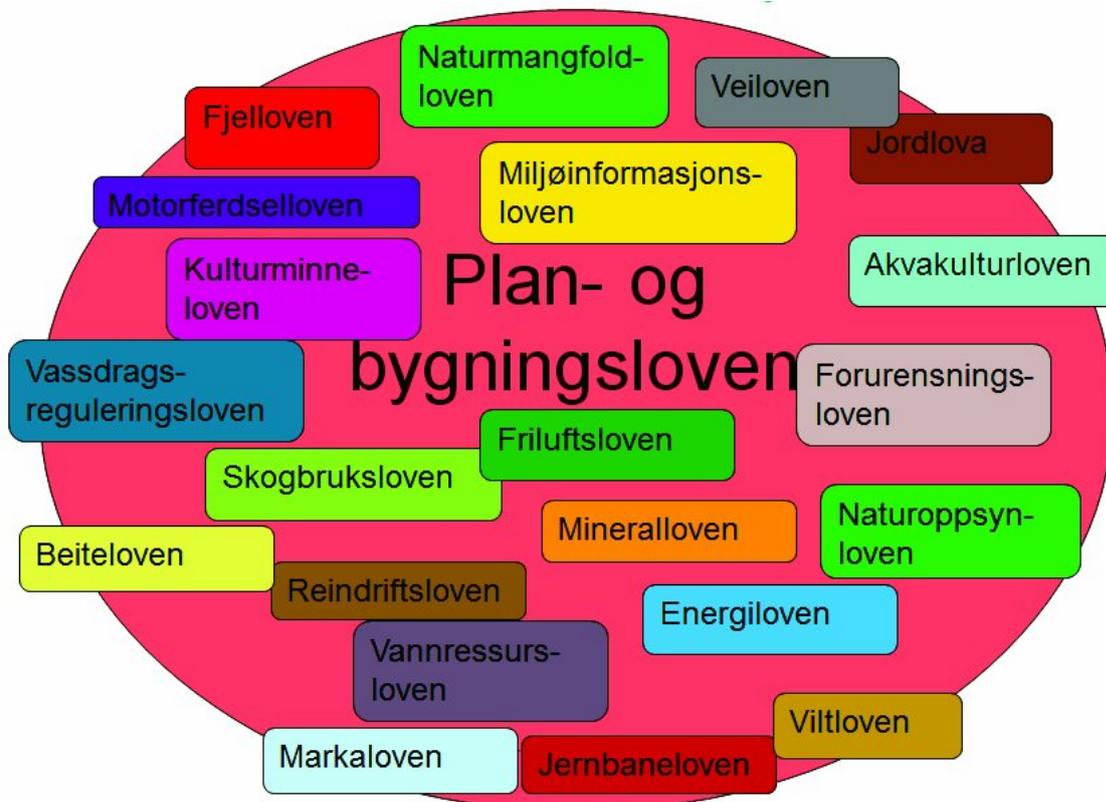 Naturmangfold-
loven
Veiloven
Fjelloven
Jordlova
Miljøinformasjons-
loven
Motorferdselloven
Kulturminne-
loven
Akvakulturloven
Plan- og
bygningsloven
Vassdrags-
reguleringsloven
Forurensnings-
loven
Friluftsloven
Skogbruksloven
Mineralloven
Naturoppsyn-
loven
Beiteloven
Reindriftsloven
Energiloven
Vannressurs-
loven
Viltloven
Markaloven
Jernbaneloven